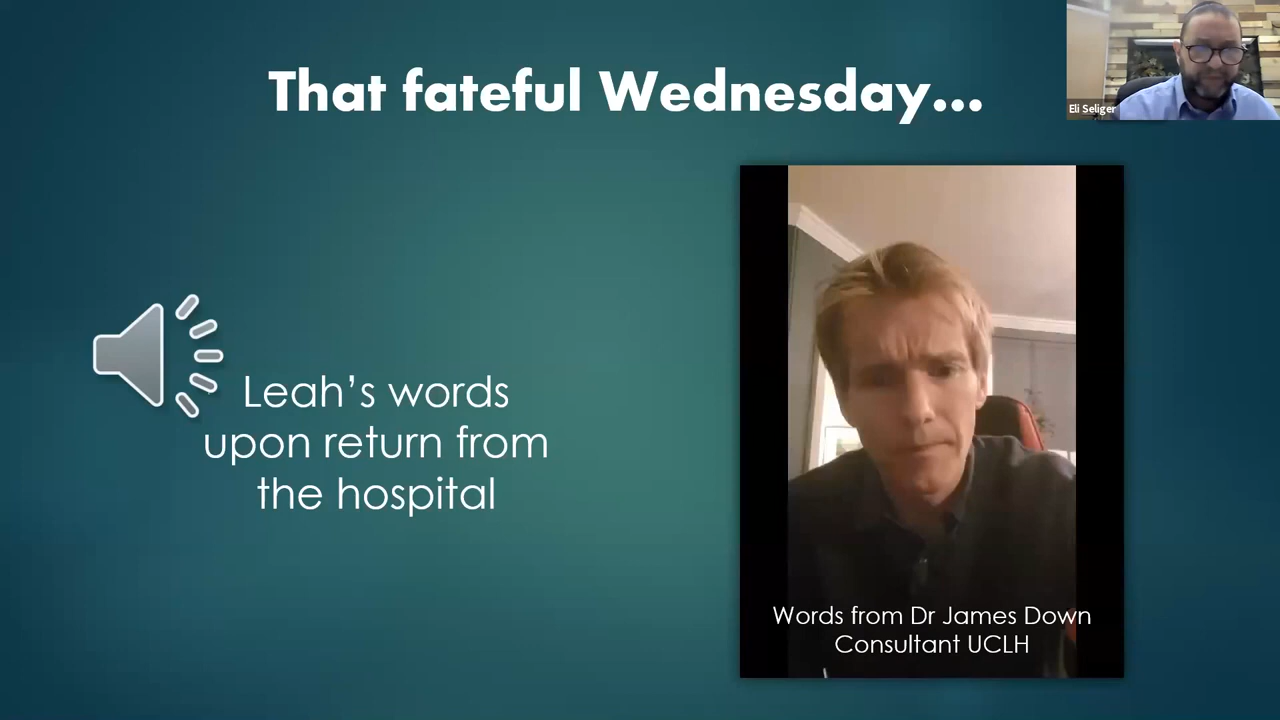 That fateful Wednesday...
Eli Seliger
Leah's words
upon return from
the hospital
Words from Dr James Down
Consultant UCLH